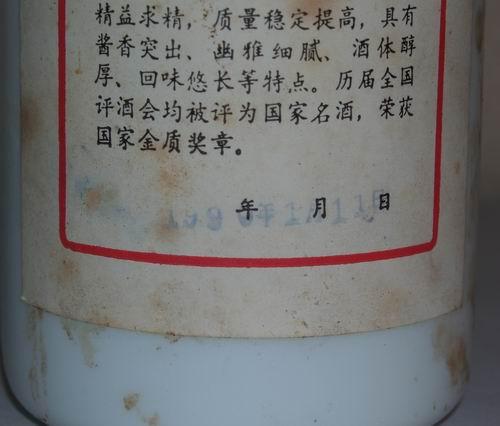 精益求精，质量稳定提高，具有
酱香突出、幽雅细腻、酒体醇
厚、回味悠长等特点。历届全国
评酒会均被评为国家名酒，荣获
国家金质奖章。
年 月 日